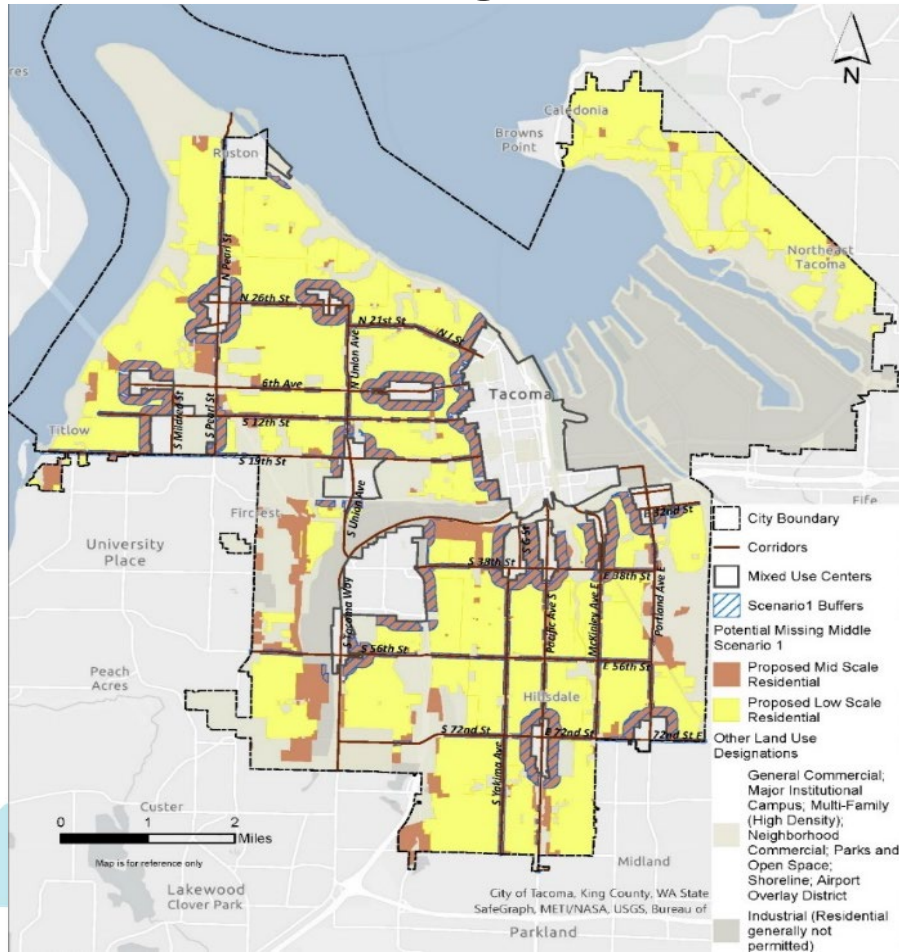 N
res
Caledonia
Browns
Point
Ruston
Northeast
Tacoma
N Pearl St
N 26th St
N 21st St
N I St
N Union Ave
6th Ave
Tacoma
S Mildred St
S Pearl St
S 12th St
Titlow
S 19th St
Fircrest
S Union Ave
Fife
E 32nd St
University
Place
S G St
S 38th St
E 38th St
S Tacoma Way
Pacific Ave S
McKinley Ave E
Portland Ave E
S 56th St
E 56th St
Peach
Acres
Hillsdale
S 72nd St
E 72nd St
72nd St E
S Yakima Ave
Custer
0 1 2
Miles
Map is for reference only
Midland
Lakewood
Clover Park
City of Tacoma, King County, WA State
SafeGraph, METI/NASA, USGS, Bureau of
Parkland
City Boundary
Corridors
Mixed Use Centers
Scenario1 Buffers
Potential Missing Middle
Scenario 1
Proposed Mid Scale
Residential
Proposed Low Scale
Residential
Other Land Use
Designations
General Commercial;
Major Institutional
Campus; Multi-Family
(High Density);
Neighborhood
Commercial; Parks and
Open Space;
Shoreline; Airport
Overlay District
Industrial (Residential
generally not
permitted)